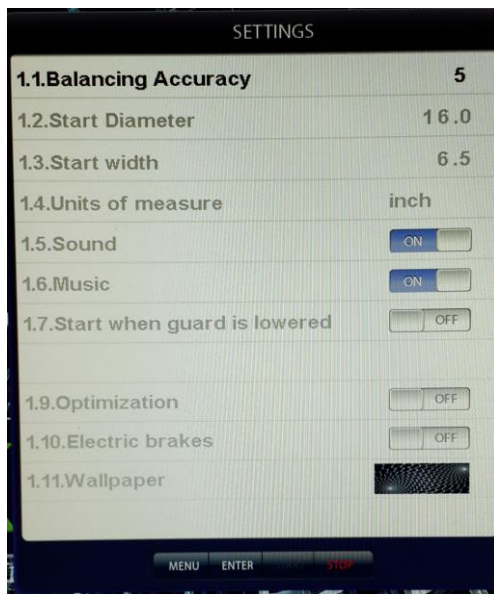 SETTINGS
1.1.Balancing Accuracy 5
1.2.Start Diameter 16.0
1.3.Start width 6.5
1.4.Units of measure inch
1.5.Sound ON
1.6.Music ON
1.7.Start when guard is lowered OFF
1.9.Optimization OFF
1.10.Electric brakes OFF
1.11.Wallpaper
MENU ENTER START STOP